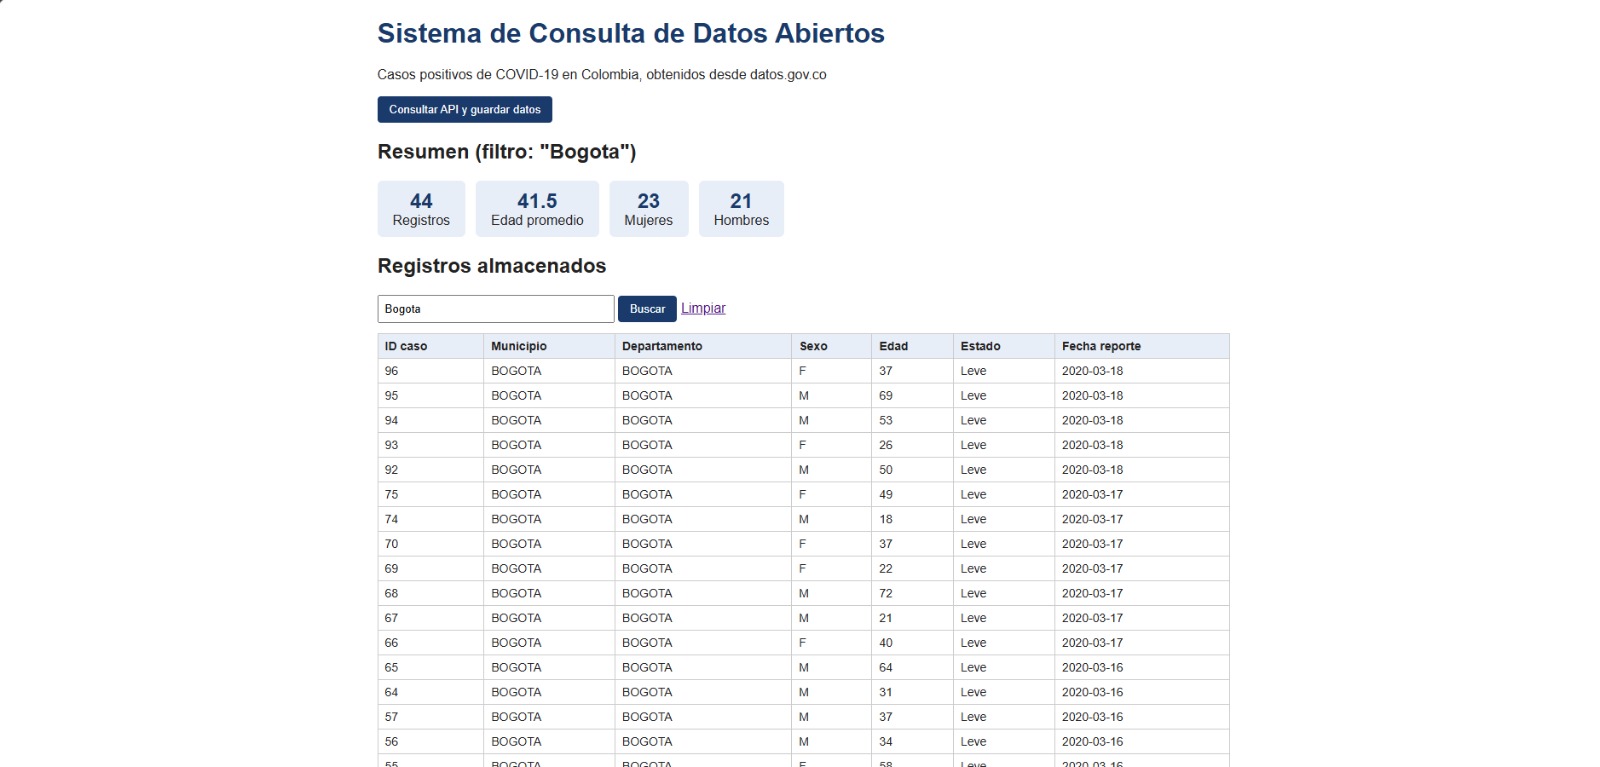 Sistema de Consulta de Datos Abiertos
Casos positivos de COVID-19 en Colombia, obtenidos desde datos.gov.co
Consultar API y guardar datos
Resumen (filtro: "Bogota")
44 41.5 23 21
Registros Edad promedio Mujeres Hombres
Registros almacenados
Bogota Buscar Limpiar
ID caso Municipio Departamento Sexo Edad Estado Fecha reporte
96 BOGOTA BOGOTA F 37 Leve 2020-03-18
95 BOGOTA BOGOTA M 69 Leve 2020-03-18
94 BOGOTA BOGOTA M 53 Leve 2020-03-18
93 BOGOTA BOGOTA F 26 Leve 2020-03-18
92 BOGOTA BOGOTA M 50 Leve 2020-03-18
75 BOGOTA BOGOTA F 49 Leve 2020-03-17
74 BOGOTA BOGOTA M 18 Leve 2020-03-17
70 BOGOTA BOGOTA F 37 Leve 2020-03-17
69 BOGOTA BOGOTA F 22 Leve 2020-03-17
68 BOGOTA BOGOTA M 72 Leve 2020-03-17
67 BOGOTA BOGOTA M 21 Leve 2020-03-17
66 BOGOTA BOGOTA F 40 Leve 2020-03-17
65 BOGOTA BOGOTA M 64 Leve 2020-03-16
64 BOGOTA BOGOTA M 31 Leve 2020-03-16
57 BOGOTA BOGOTA M 37 Leve 2020-03-16
56 BOGOTA BOGOTA M 34 Leve 2020-03-16
55 BOGOTA BOGOTA F 58 Leve 2020-03-16